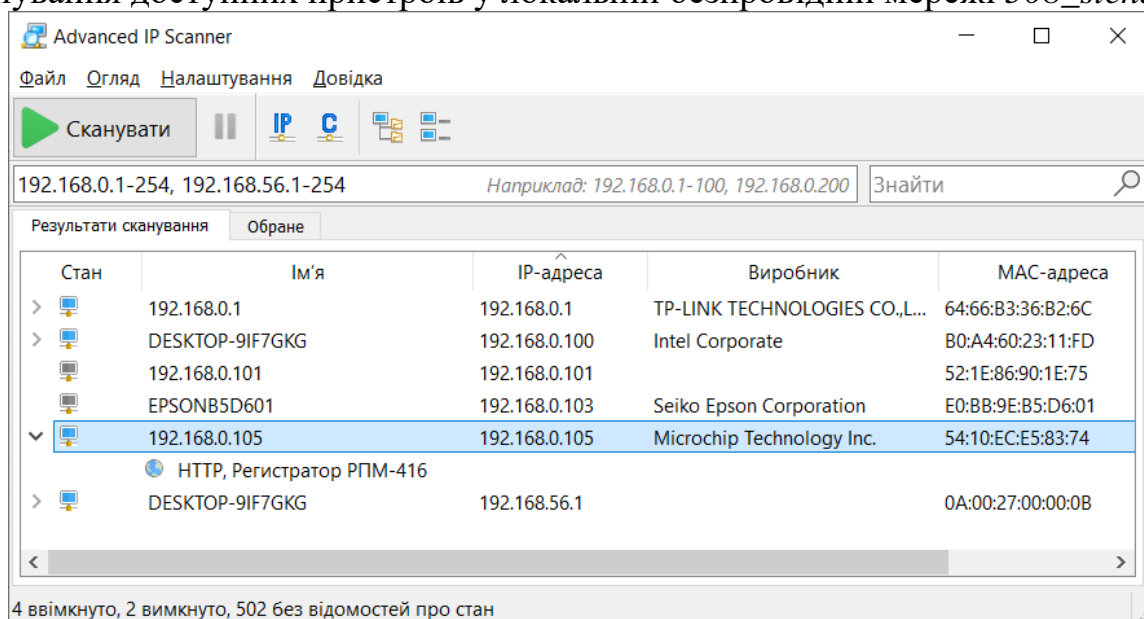 доступних пристроїв у локальній безпровідній мережі
Advanced IP Scanner
Файл Огляд Налаштування Довідка
Сканувати IP C
192.168.0.1-254, 192.168.56.1-254 Наприклад: 192.168.0.1-100, 192.168.0.200 Знайти
Результати сканування Обране
Стан Ім'я IP-адреса Виробник MAC-адреса
192.168.0.1 192.168.0.1 TP-LINK TECHNOLOGIES CO.,L... 64:66:B3:36:B2:6C
DESKTOP-9IF7GKG 192.168.0.100 Intel Corporate B0:A4:60:23:11:FD
192.168.0.101 192.168.0.101 52:1E:86:90:1E:75
EPSONB5D601 192.168.0.103 Seiko Epson Corporation E0:BB:9E:B5:D6:01
192.168.0.105 192.168.0.105 Microchip Technology Inc. 54:10:EC:E5:83:74
HTTP, Регистратор РПМ-416
DESKTOP-9IF7GKG 192.168.56.1 0A:00:27:00:00:0B
4 ввімкнуто, 2 вимкнуто, 502 без відомостей про стан